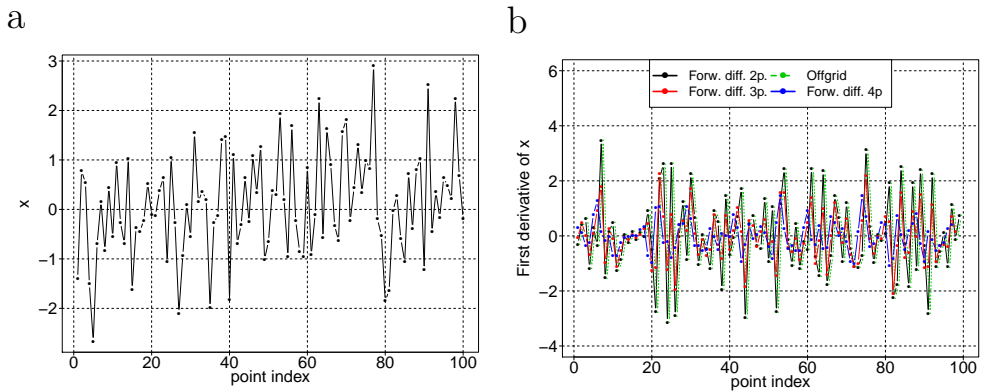 a
b
3
2
1
0
−1
−2
x
0 20 40 60 80 100
point index
6
4
2
0
−2
−4
First derivative of x
Forw. diff. 2p. Offgrid
Forw. diff. 3p. Forw. diff. 4p
0 20 40 60 80 100
point index